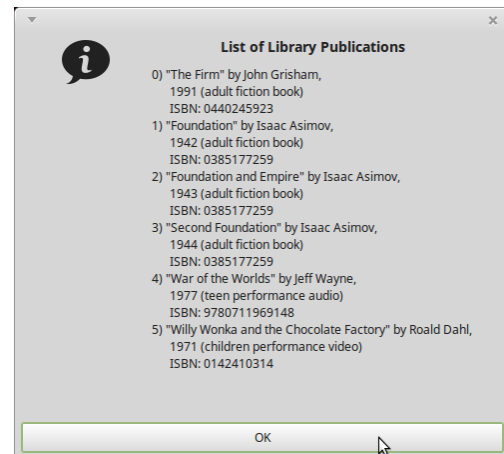 List of Library Publications
0) "The Firm" by John Grisham,
1991 (adult fiction book)
ISBN: 0440245923
1) "Foundation" by Isaac Asimov,
1942 (adult fiction book)
ISBN: 0385177259
2) "Foundation and Empire" by Isaac Asimov,
1943 (adult fiction book)
ISBN: 0385177259
3) "Second Foundation" by Isaac Asimov,
1944 (adult fiction book)
ISBN: 0385177259
4) "War of the Worlds" by Jeff Wayne,
1977 (teen performance audio)
ISBN: 9780711969148
5) "Willy Wonka and the Chocolate Factory" by Roald Dahl,
1971 (children performance video)
ISBN: 0142410314
OK